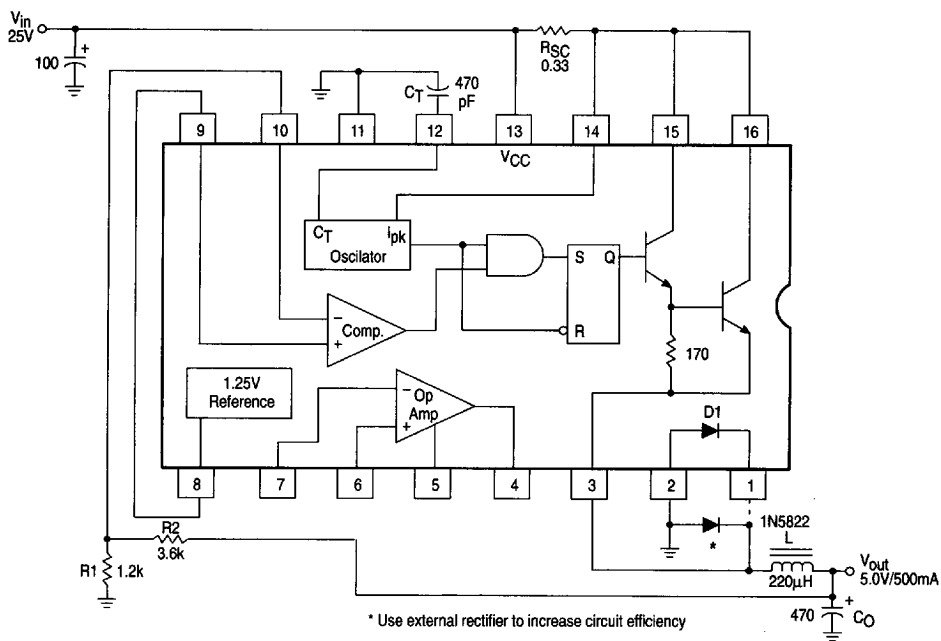 Vin
25V
100
RSC
0.33
CT
470
pF
9
10
11
12
13
14
15
16
VCC
CT
Ipk
Oscilator
S
Q
R
−
Comp.
+
170
1.25V
Reference
−
Op
Amp
+
D1
8
7
6
5
4
3
2
1
R2
3.6k
R1
1.2k
1N5822
*
L
220µH
Vout
5.0V/500mA
470
+
CO
+
* Use external rectifier to increase circuit efficiency